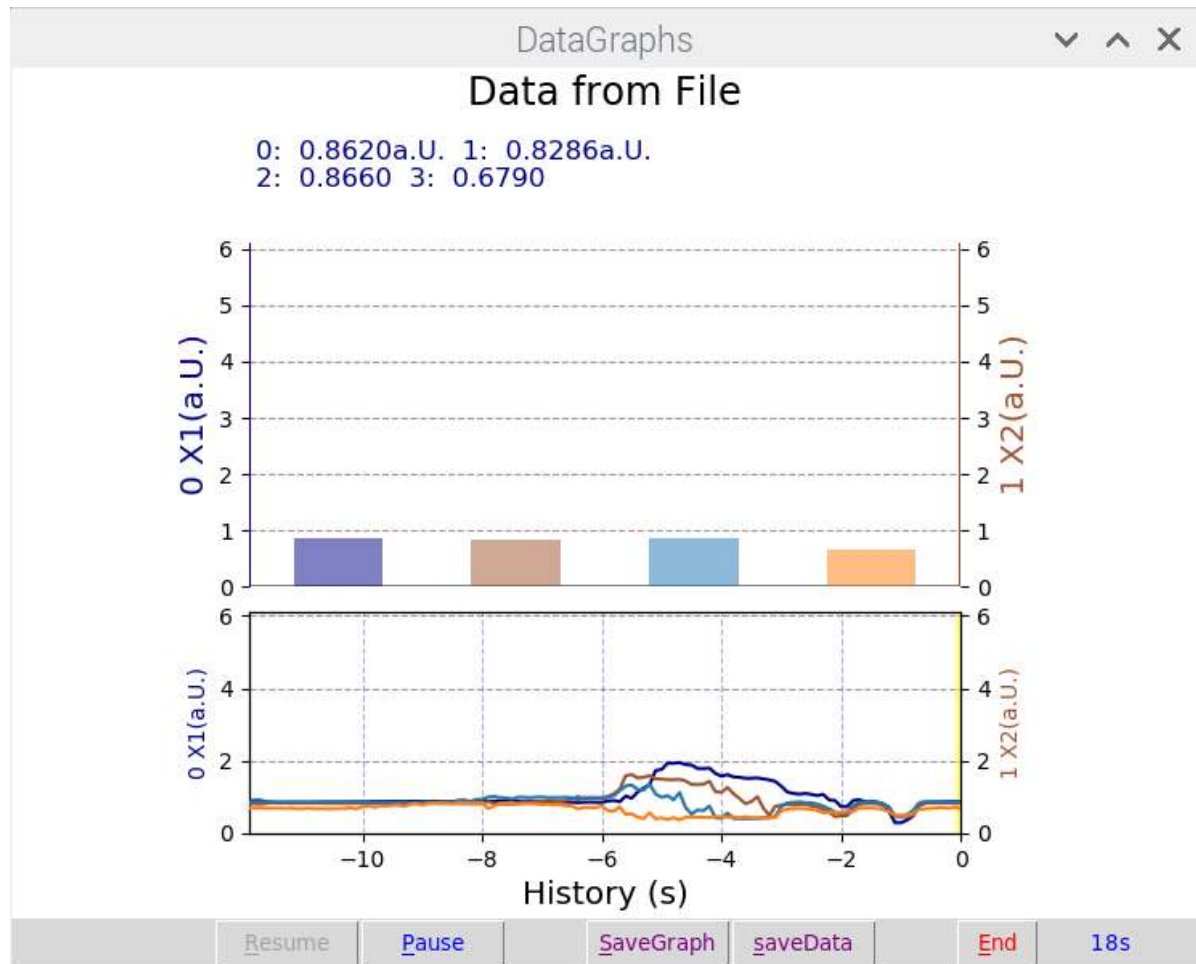 DataGraphs
Data from File
0: 0.8620a.U. 1: 0.8286a.U.
2: 0.8660 3: 0.6790
0 X1(a.U.)
6
5
4
3
2
1
0
6
5
4
3
2
1
0
1 X2(a.U.)
0 X1(a.U.)
6
4
2
0
6
4
2
0
1 X2(a.U.)
−10 −8 −6 −4 −2 0
History (s)
Resume Pause SaveGraph saveData End 18s